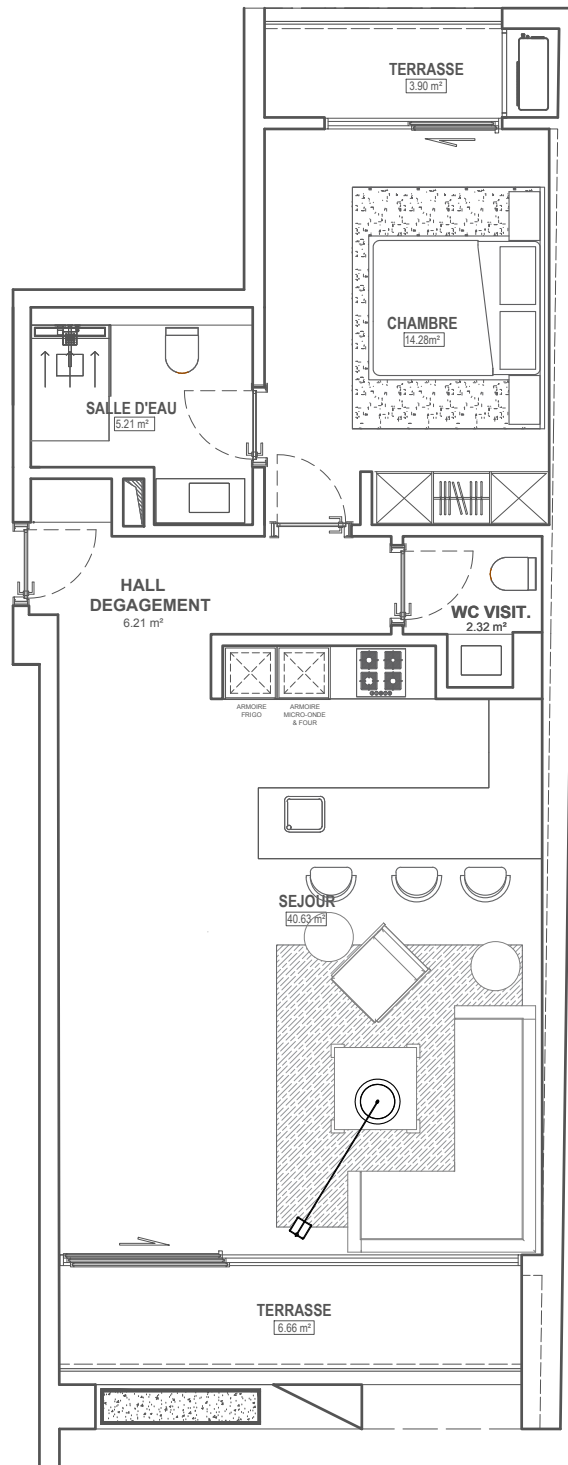 TERRASSE
3.90 m²
CHAMBRE
14.28m²
SALLE D'EAU
5.21 m²
HALL
DEGAGEMENT
6.21 m²
WC VISIT.
2.32 m²
ARMOIRE
FRIGO
ARMOIRE
MICRO-ONDE
& FOUR
SEJOUR
40.63 m²
TERRASSE
6.66 m²